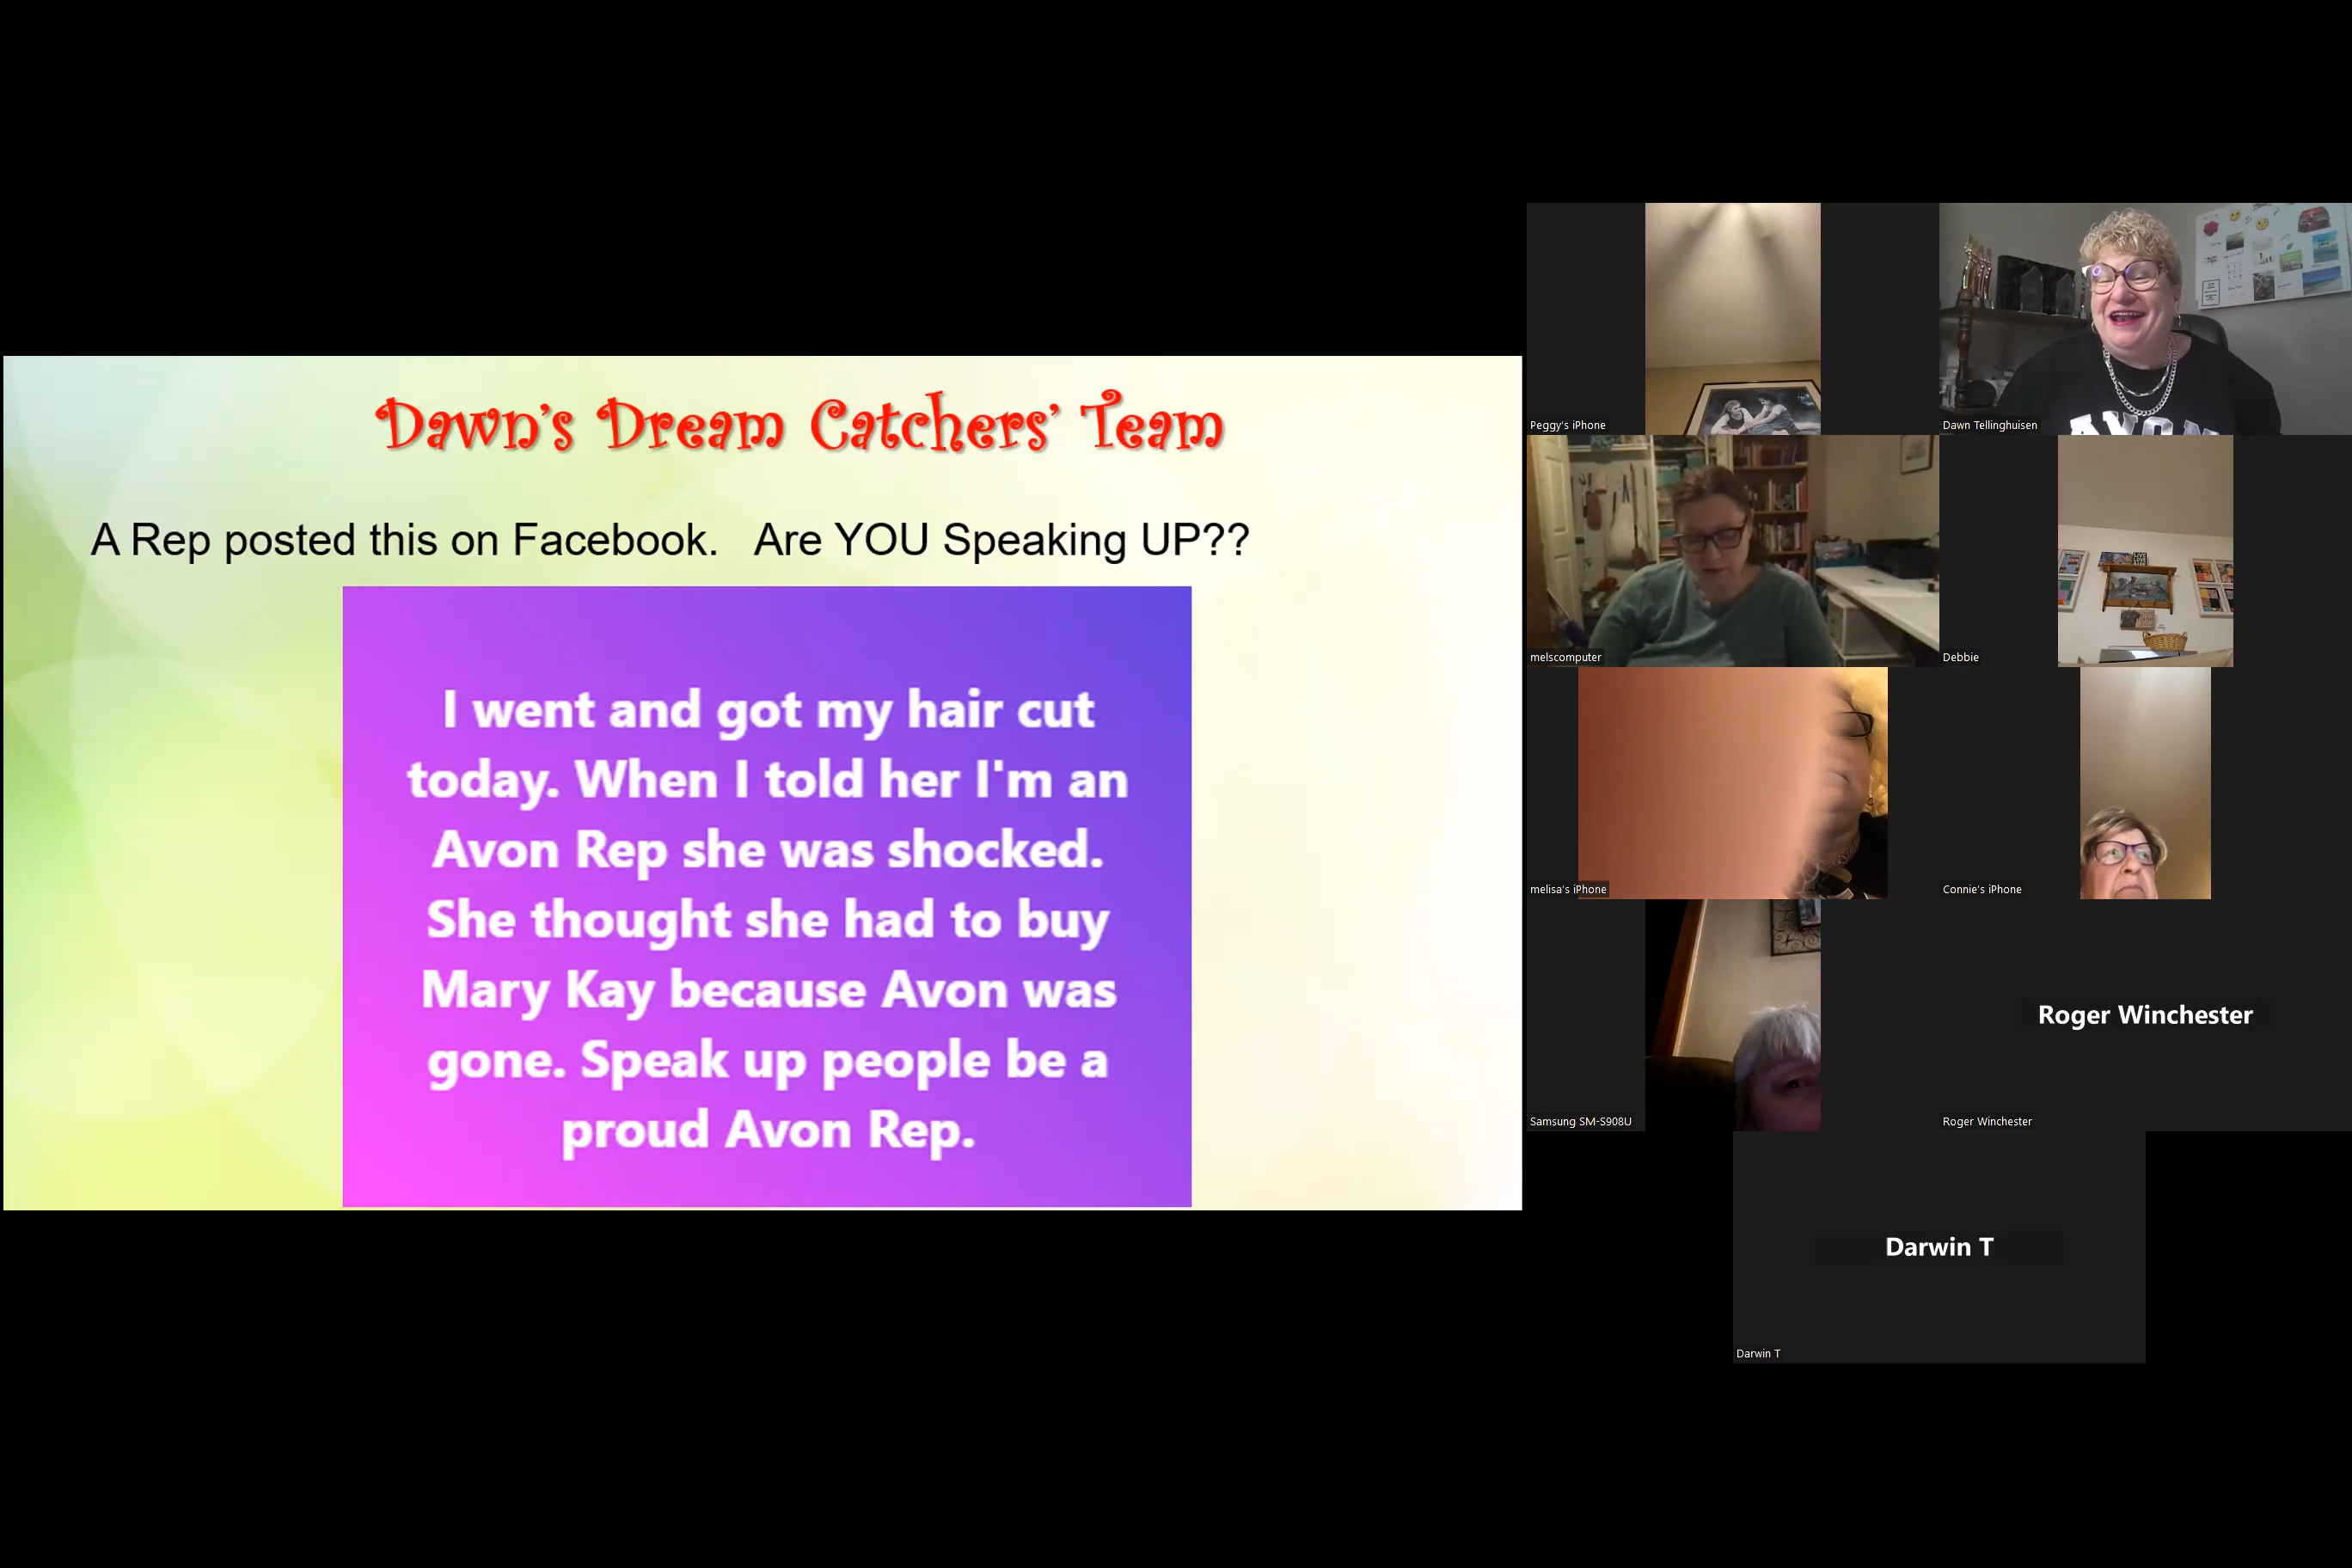 Dawn's Dream Catchers' Team
A Rep posted this on Facebook.   Are YOU Speaking UP??
I went and got my hair cut
today. When I told her I'm an
Avon Rep she was shocked.
She thought she had to buy
Mary Kay because Avon was
gone. Speak up people be a
proud Avon Rep.
Peggy's iPhone
Dawn Tellinghuisen
AVON
melscomputer
Debbie
melisa's iPhone
Connie's iPhone
Samsung SM-S908U
Roger Winchester
Roger Winchester
Darwin T
Darwin T